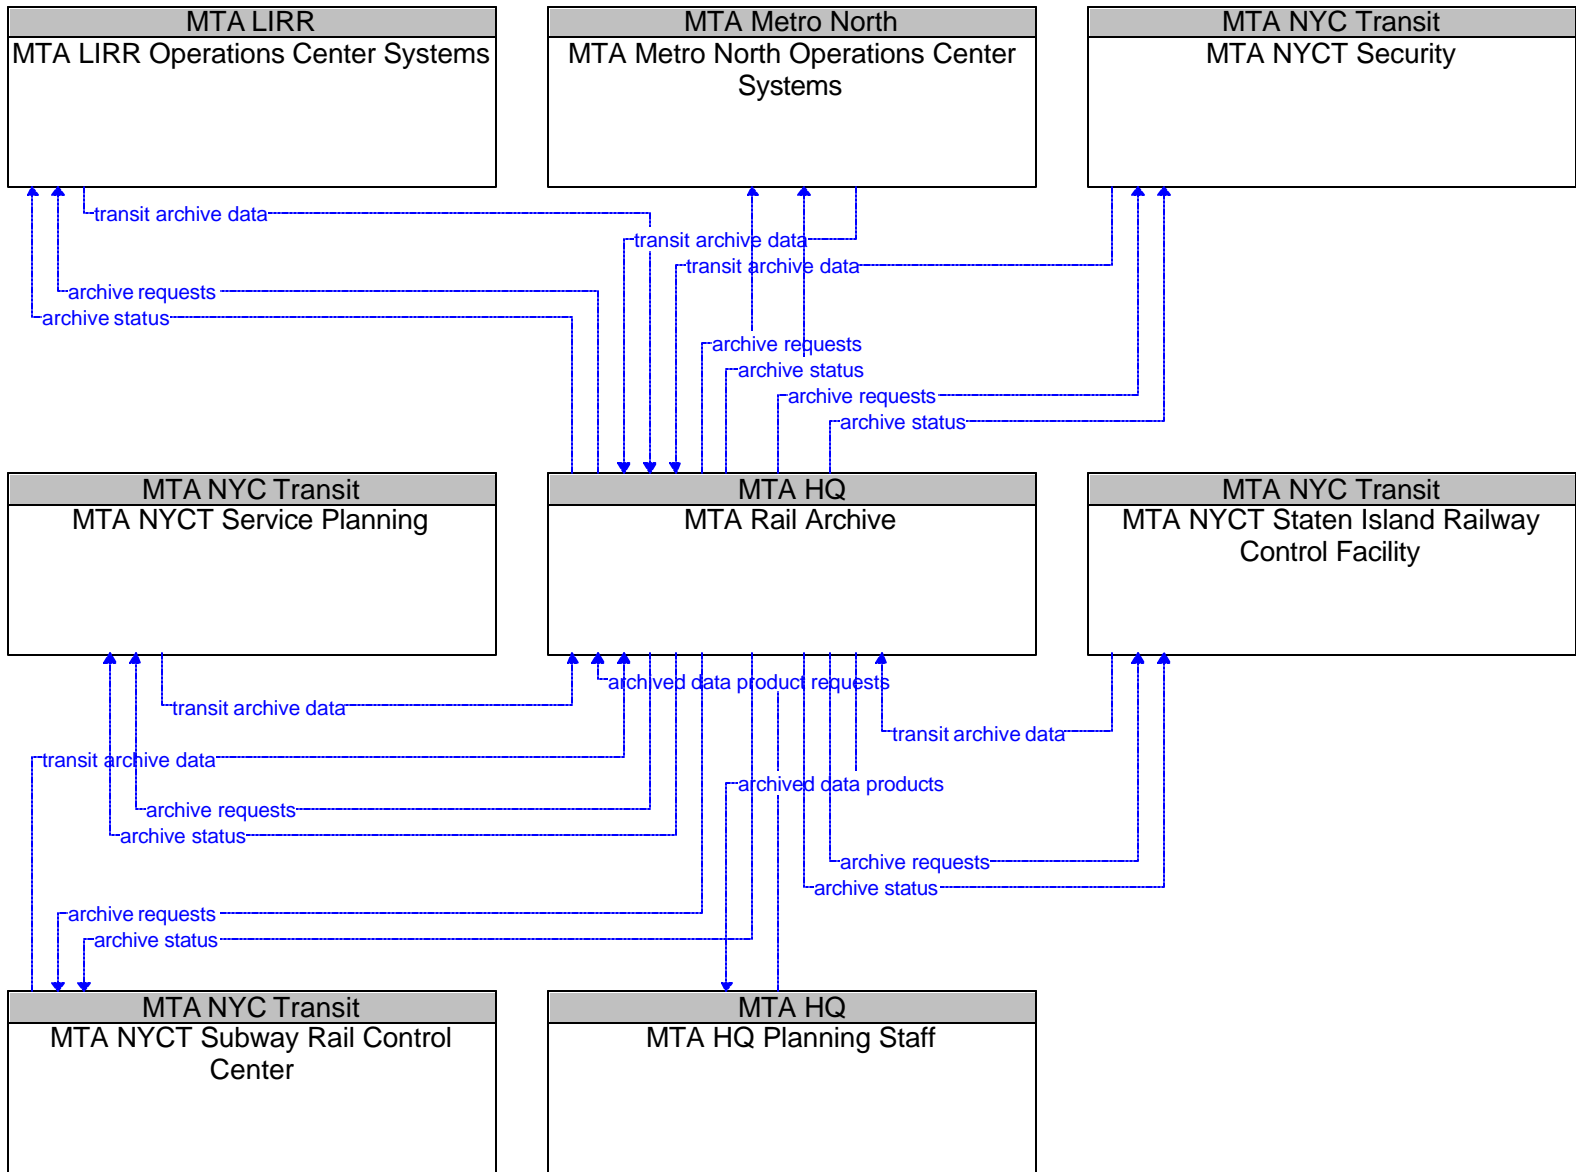 MTA LIRR
MTA LIRR Operations Center Systems
MTA Metro North
MTA Metro North Operations Center
Systems
MTA NYC Transit
MTA NYCT Security
transit archive data
transit archive data
transit archive data
archive requests
archive status
archive requests
archive status
archive requests
archive status
MTA NYC Transit
MTA NYCT Service Planning
MTA HQ
MTA Rail Archive
MTA NYC Transit
MTA NYCT Staten Island Railway
Control Facility
archived data product requests
transit archive data
transit archive data
transit archive data
archived data products
archive requests
archive status
archive requests
archive status
archive requests
archive status
MTA NYC Transit
MTA NYCT Subway Rail Control
Center
MTA HQ
MTA HQ Planning Staff